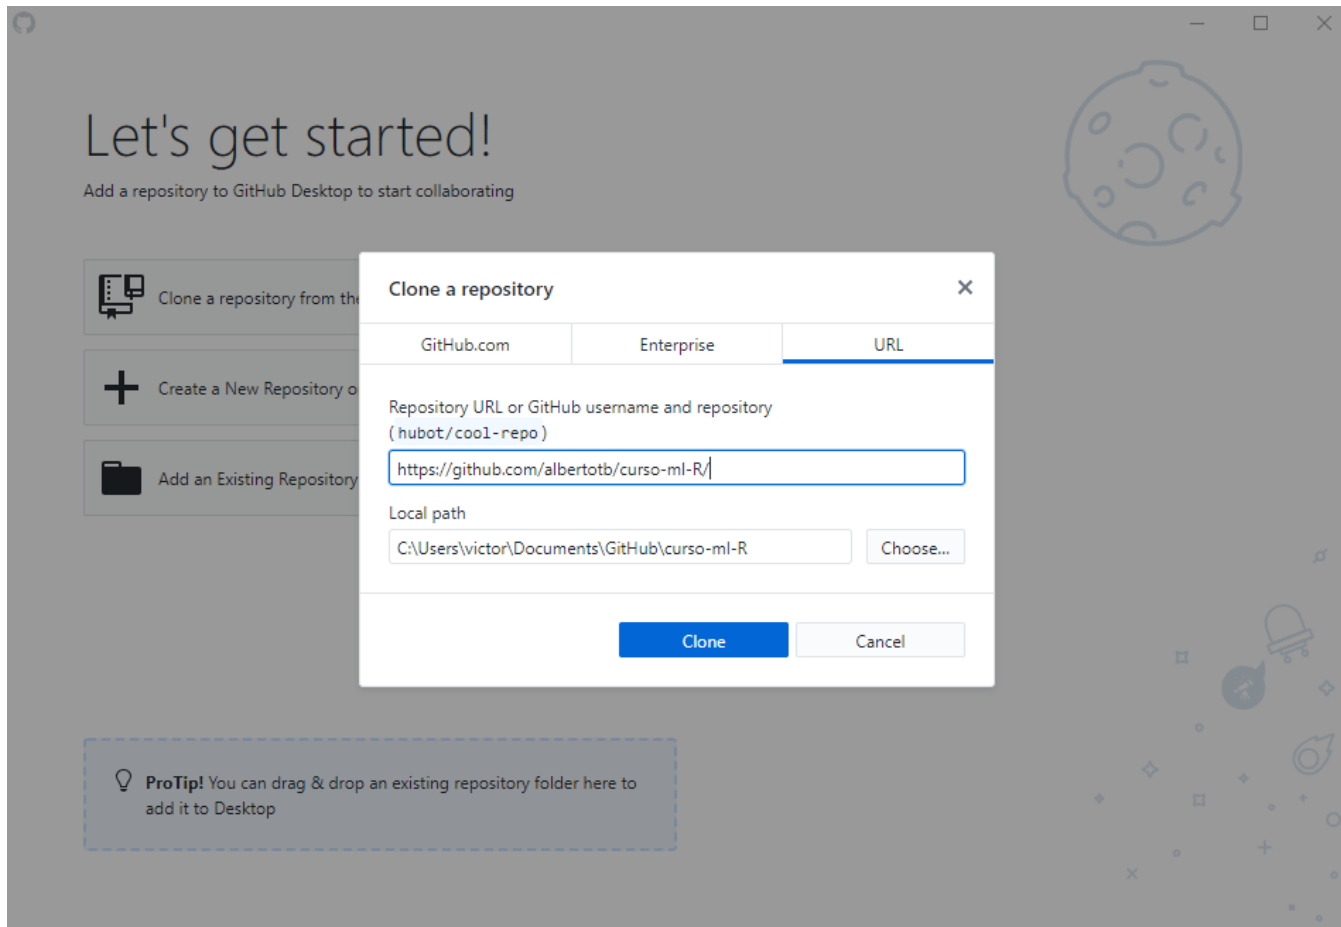 Let's get started!
Add a repository to GitHub Desktop to start collaborating
Clone a repository from the
Create a New Repository o
Add an Existing Repository
Clone a repository
GitHub.com
Enterprise
URL
Repository URL or GitHub username and repository
(hubot/cool-repo)
https://github.com/albertotb/curso-ml-R/
Local path
C:\Users\victor\Documents\GitHub\curso-ml-R
Choose...
Clone
Cancel
ProTip! You can drag & drop an existing repository folder here to
add it to Desktop